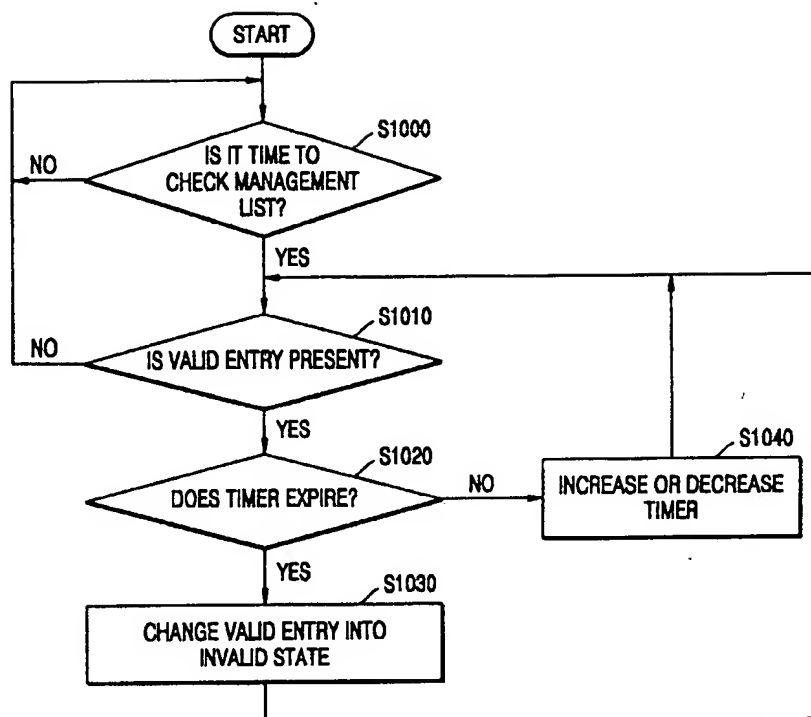 START
S1000
IS IT TIME TO
CHECK MANAGEMENT
LIST?
NO
YES
S1010
IS VALID ENTRY PRESENT?
NO
YES
S1020
DOES TIMER EXPIRE?
NO
S1040
INCREASE OR DECREASE
TIMER
YES
S1030
CHANGE VALID ENTRY INTO
INVALID STATE